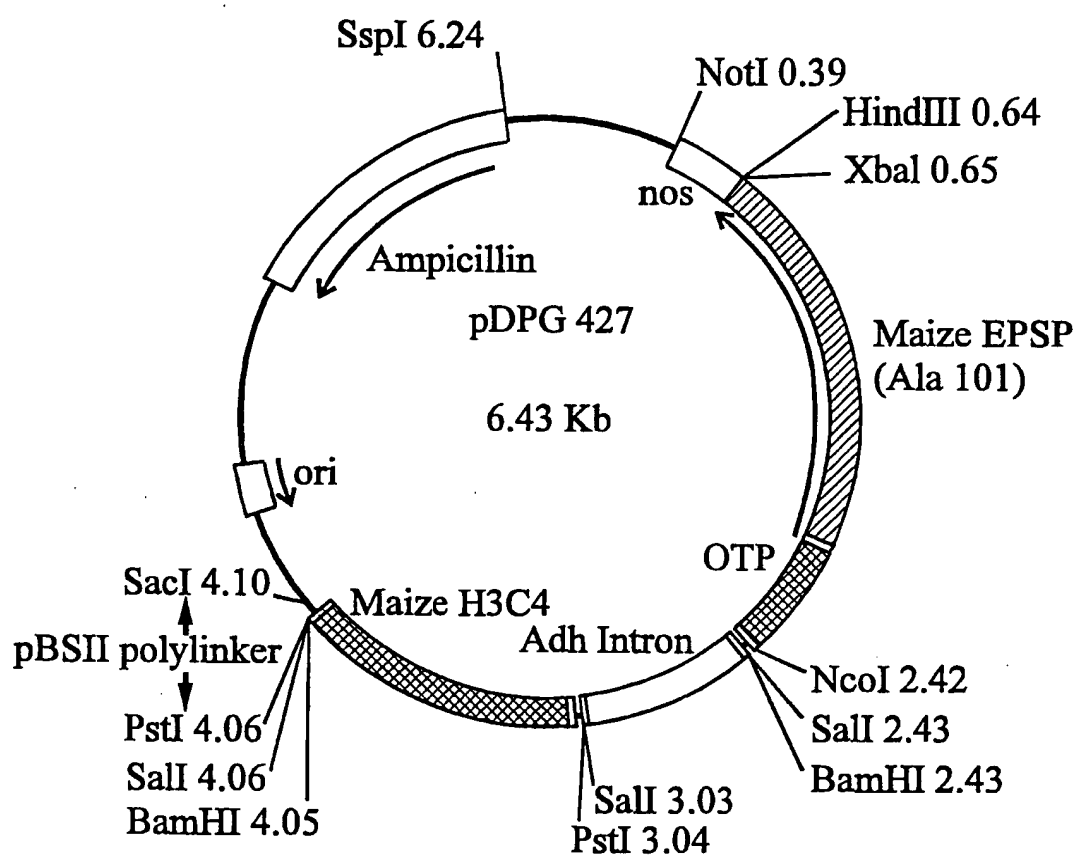 SspI 6.24
NotI 0.39
HindIII 0.64
Xbal 0.65
nos
Ampicillin
pDPG 427
6.43 Kb
Maize EPSP
(Ala 101)
ori
OTP
SacI 4.10
Maize H3C4
pBSII polylinker
Adh Intron
NcoI 2.42
PstI 4.06
SalI 2.43
SalI 4.06
BamHI 2.43
BamHI 4.05
SalI 3.03
PstI 3.04